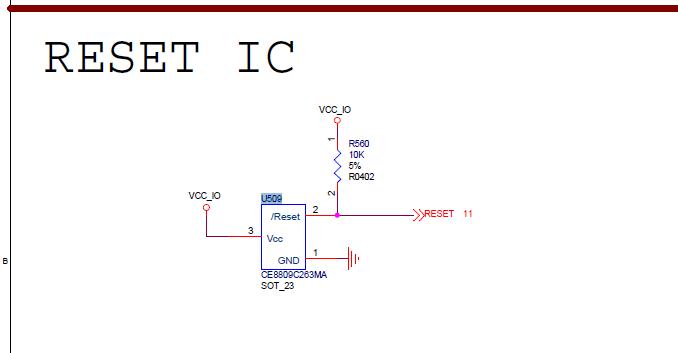 RESET IC
VCC_IO
1
R560
10K
5%
R0402
2
VCC_IO
U509
/Reset
2
RESET 11
3
Vcc
1
GND
CE8809C263MA
SOT_23
B